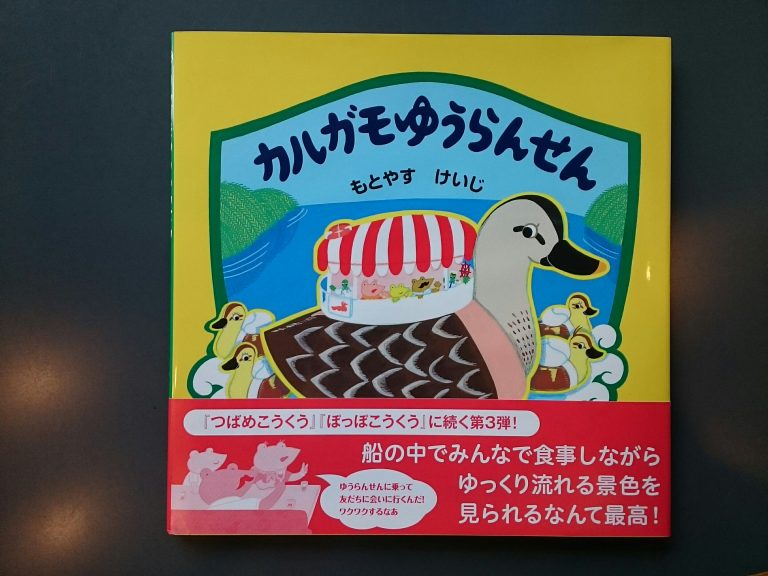 カルガモゆうらんせん
もとやす けいじ
『つばめこうくう』『ぽっぽこうくう』に続く第3弾!
船の中でみんなで食事しながら
ゆっくり流れる景色を
見られるなんて最高!
ゆうらんせんに乗って
友だちに会いに行くんだ!
ワクワクするなあ